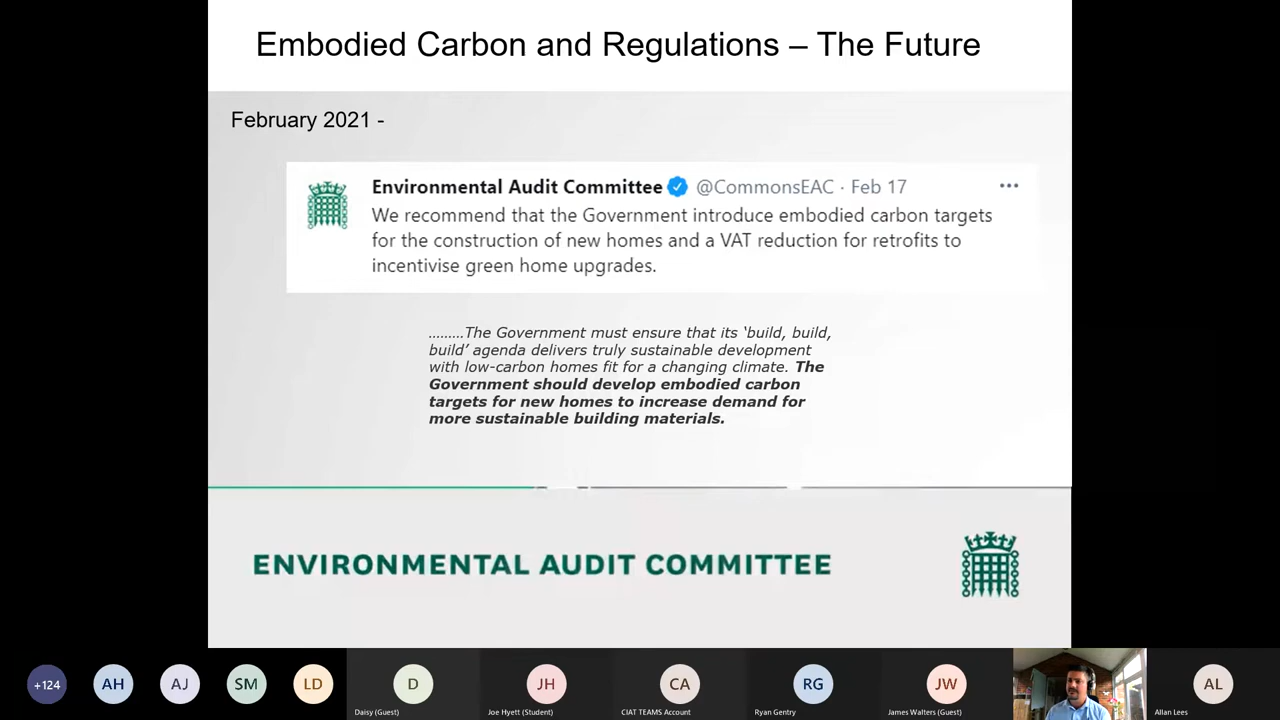 Embodied Carbon and Regulations – The Future
February 2021 -
Environmental Audit Committee @CommonsEAC · Feb 17
We recommend that the Government introduce embodied carbon targets
for the construction of new homes and a VAT reduction for retrofits to
incentivise green home upgrades.
.........The Government must ensure that its ‘build, build,
build’ agenda delivers truly sustainable development
with low-carbon homes fit for a changing climate. The
Government should develop embodied carbon
targets for new homes to increase demand for
more sustainable building materials.
ENVIRONMENTAL AUDIT COMMITTEE
+124 AH AJ SM LD D JH CA RG JW AL
Daisy (Guest) Joe Hyett (Student) CIAT TEAMS Account Ryan Gentry James Walters (Guest) Allan Lees